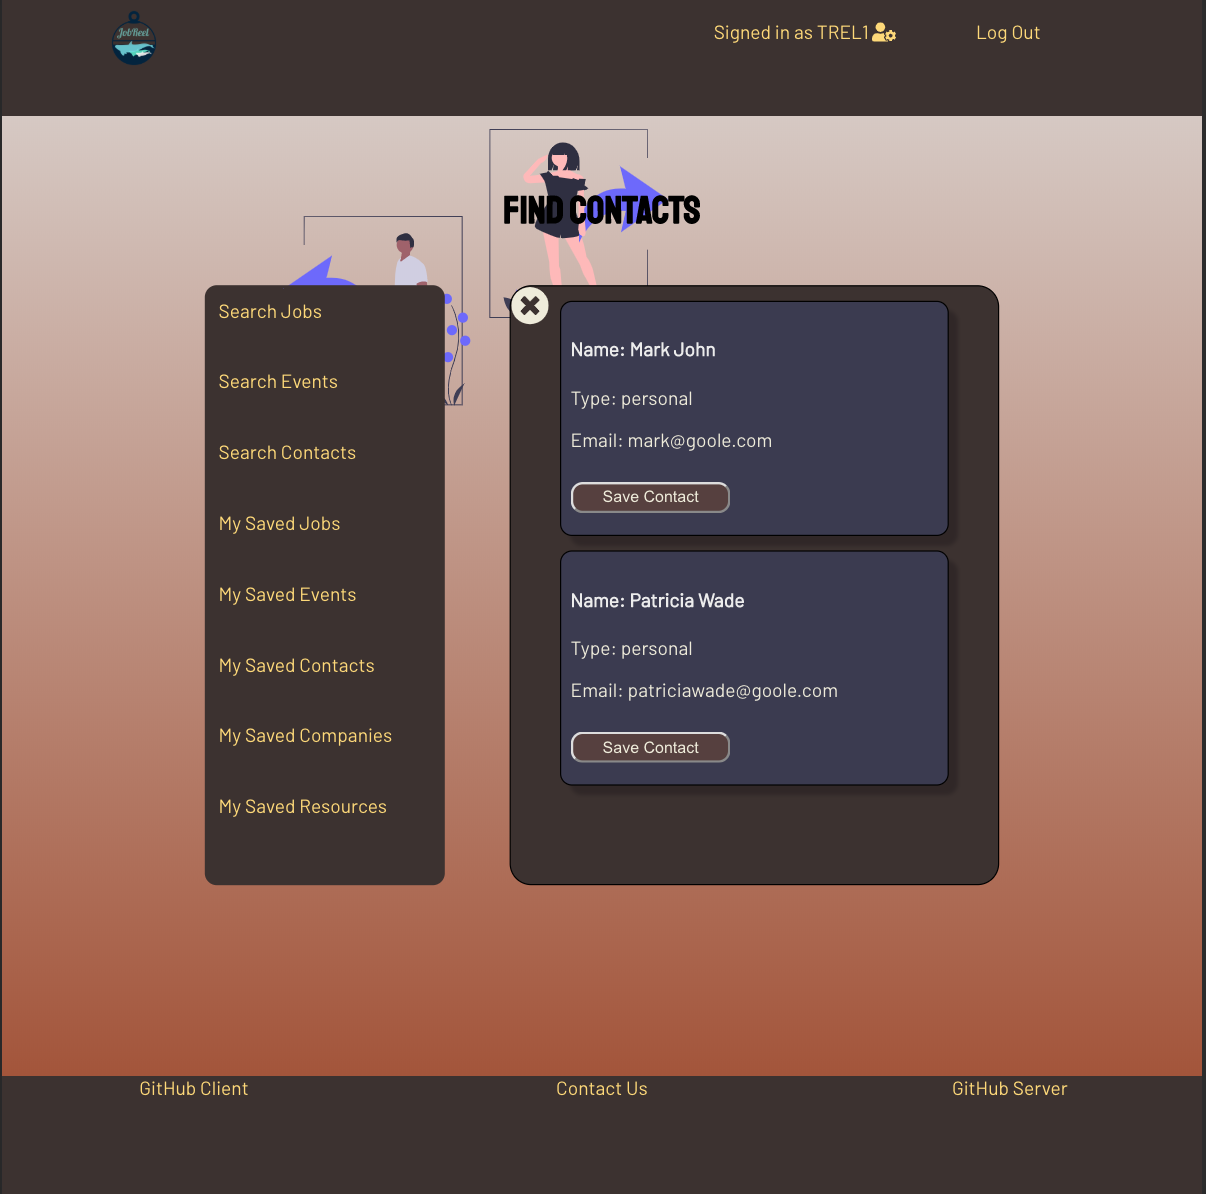 JobReel
Signed in as TREL1
Log Out
FIND CONTACTS
Search Jobs
Search Events
Search Contacts
My Saved Jobs
My Saved Events
My Saved Contacts
My Saved Companies
My Saved Resources
Name: Mark John
Type: personal
Email: mark@goole.com
Save Contact
Name: Patricia Wade
Type: personal
Email: patriciawade@goole.com
Save Contact
GitHub Client
Contact Us
GitHub Server